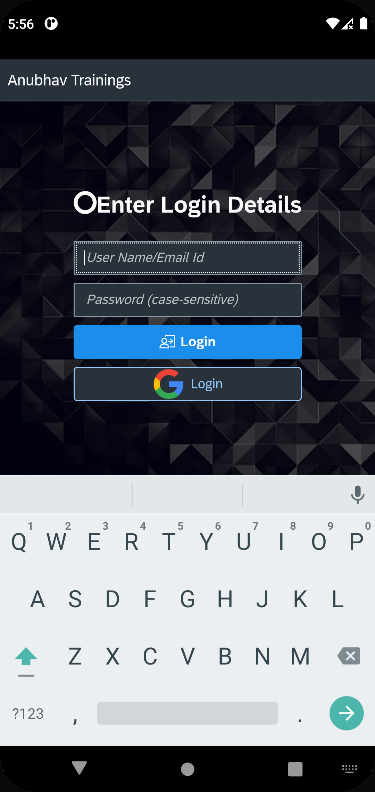 5:56
Anubhav Trainings
Enter Login Details
User Name/Email Id
Password (case-sensitive)
Login
Login
1 2 3 4 5 6 7 8 9 0
Q W E R T Y U I O P
A S D F G H J K L
Z X C V B N M
?123 , .